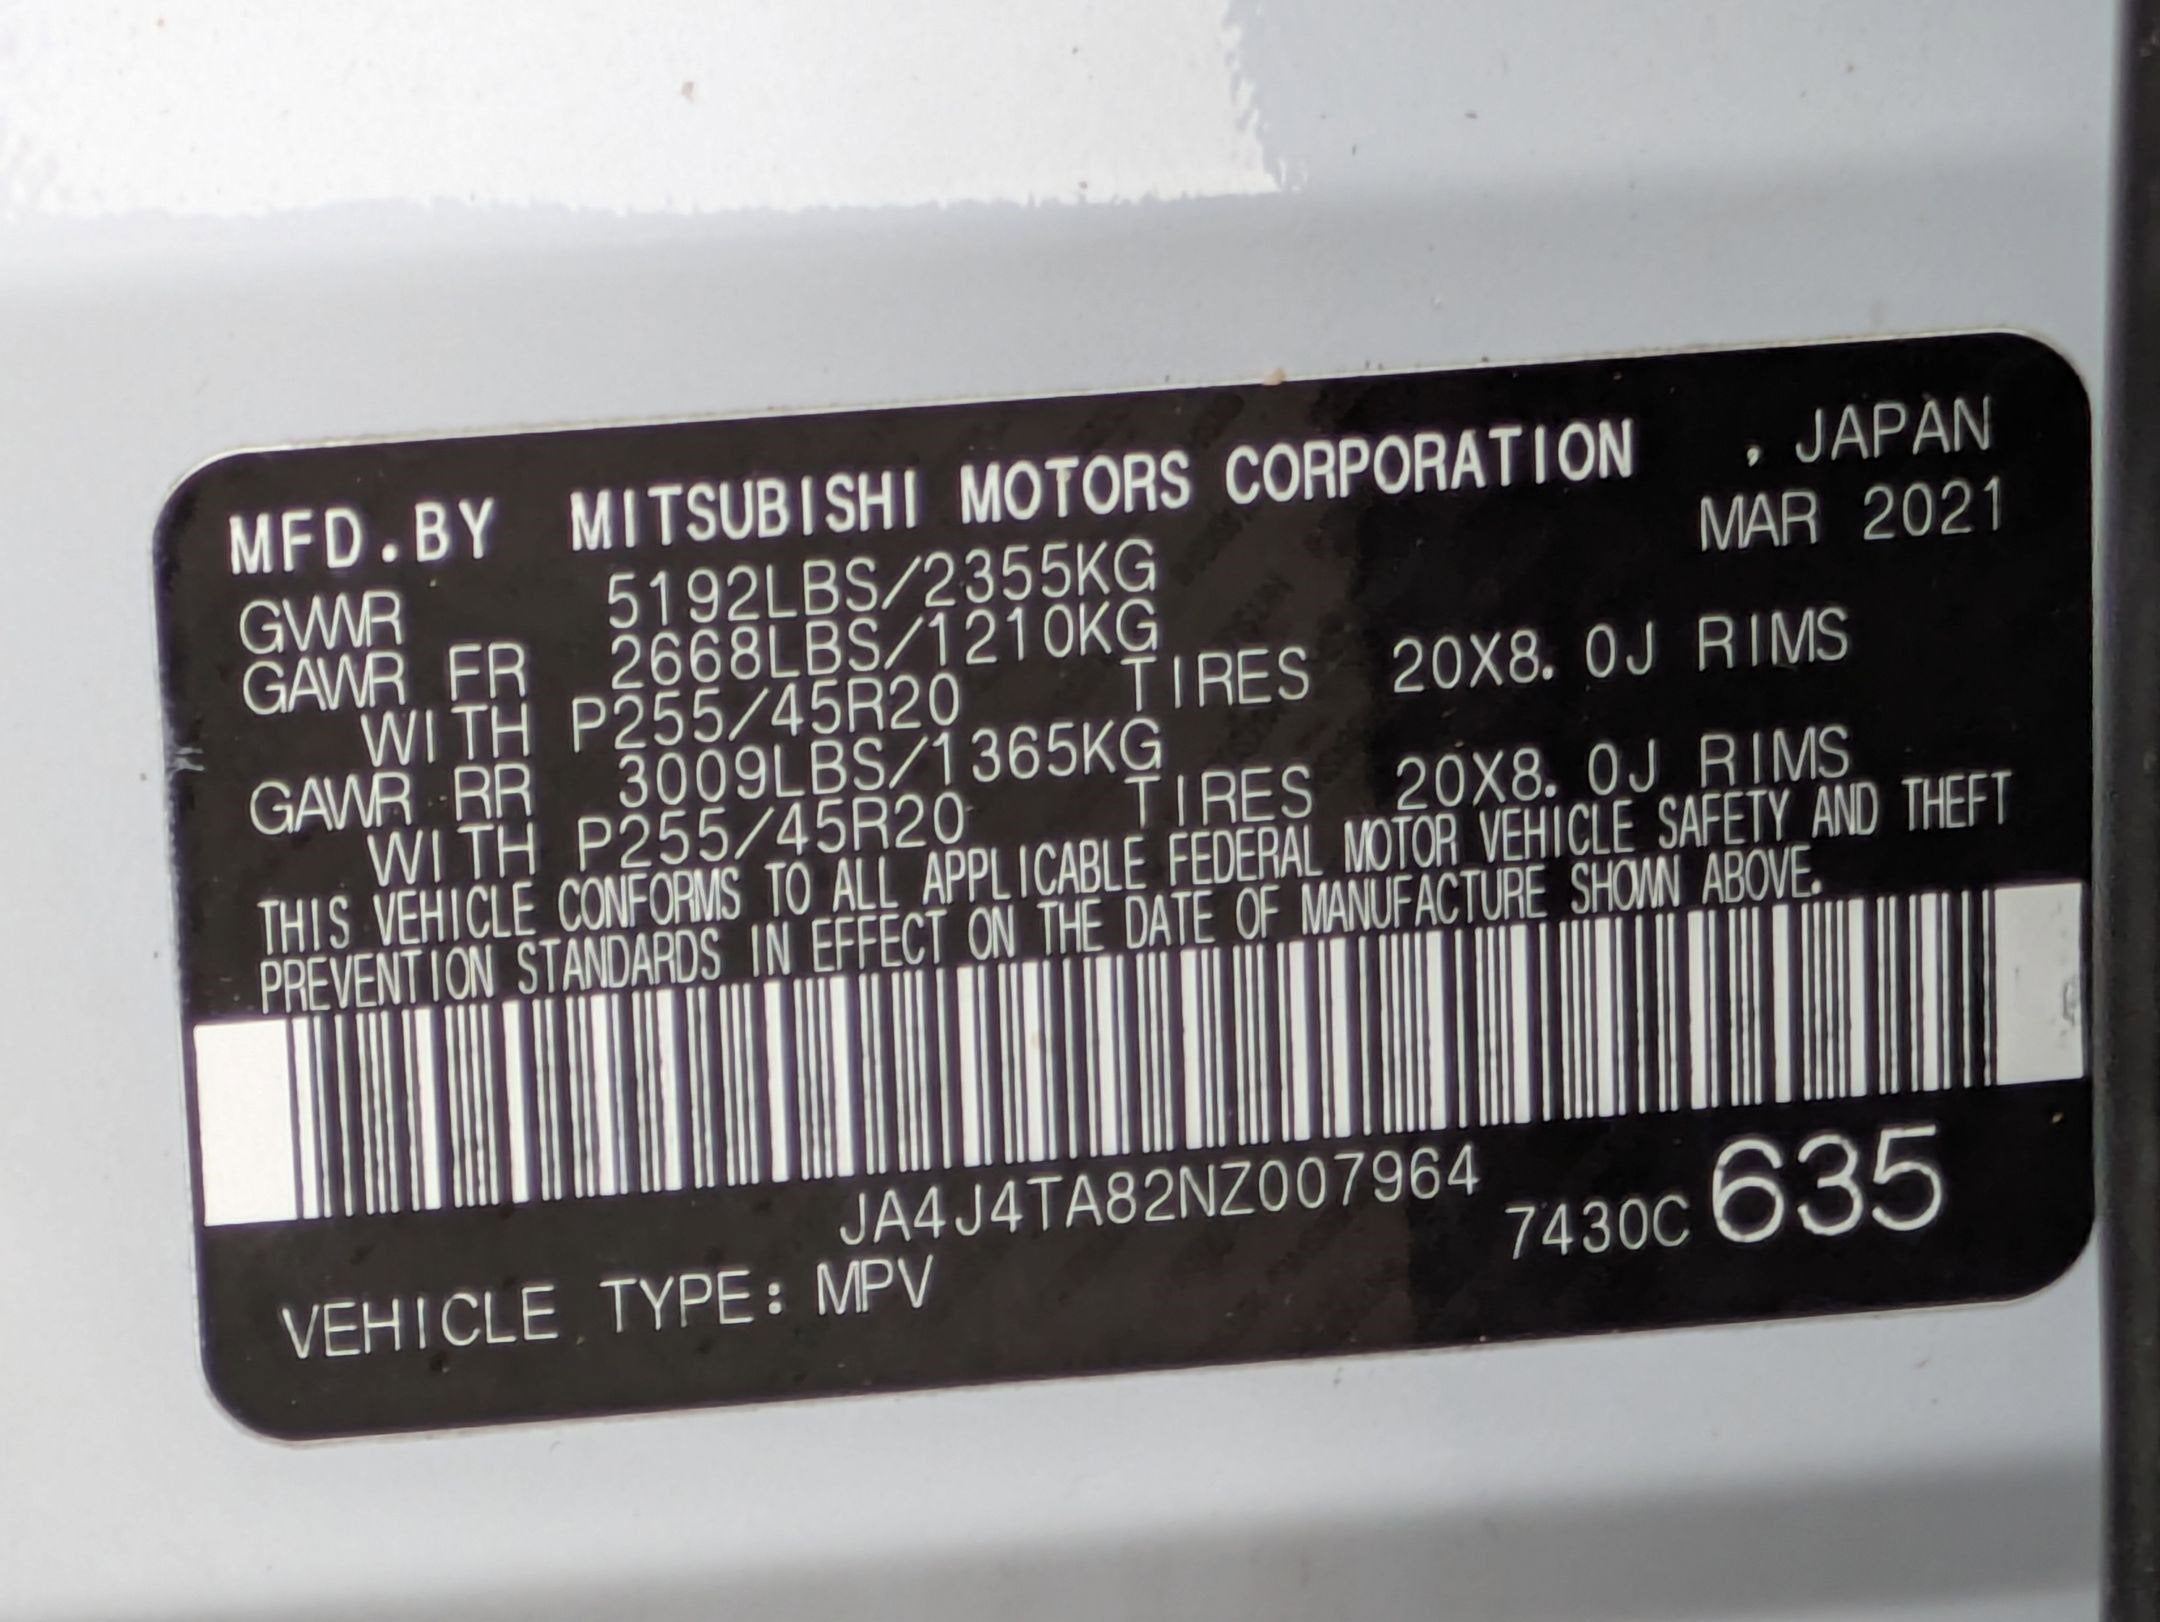 MFD.BY MITSUBISHI MOTORS CORPORATION , JAPAN
GVWR 5192LBS/2355KG MAR 2021
GAWR FR 2668LBS/1210KG
WITH P255/45R20 TIRES 20X8.0J RIMS
GAWR RR 3009LBS/1365KG
WITH P255/45R20 TIRES 20X8.0J RIMS
THIS VEHICLE CONFORMS TO ALL APPLICABLE FEDERAL MOTOR VEHICLE SAFETY AND THEFT
PREVENTION STANDARDS IN EFFECT ON THE DATE OF MANUFACTURE SHOWN ABOVE.
JA4J4TA82NZ007964
7430C 635
VEHICLE TYPE: MPV